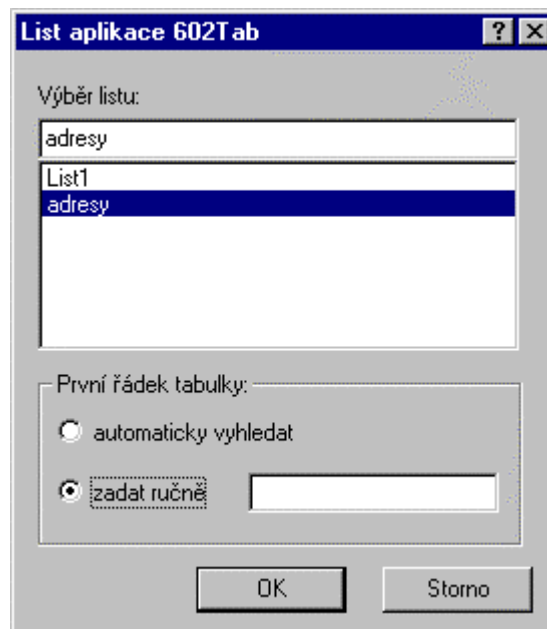 List aplikace 602Tab
Výběr listu:
adresy
List1
adresy
První řádek tabulky:
automaticky vyhledat
zadat ručně
OK Storno